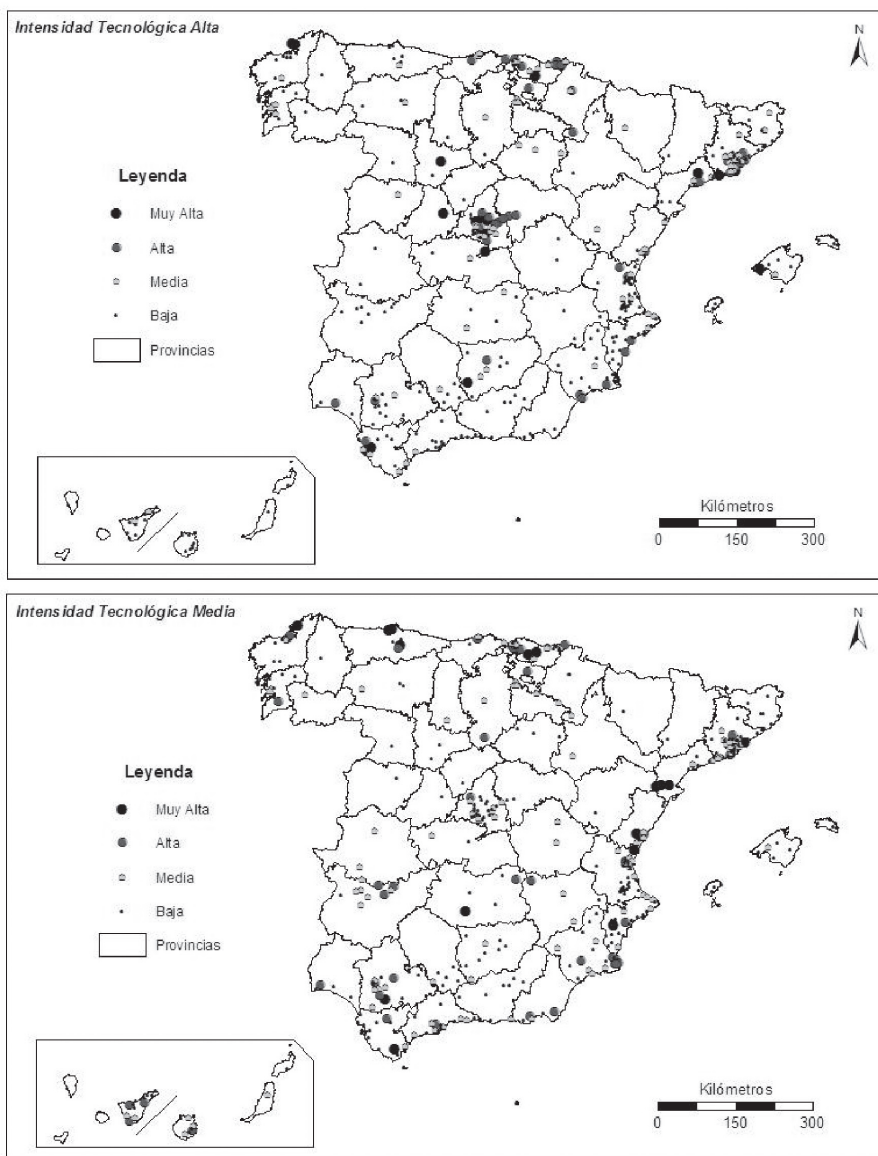 Intensidad Tecnológica Alta
N
Leyenda
Muy Alta
Alta
Media
Baja
Provincias
Kilómetros
0 150 300
Intensidad Tecnológica Media
N
Leyenda
Muy Alta
Alta
Media
Baja
Provincias
Kilómetros
0 150 300